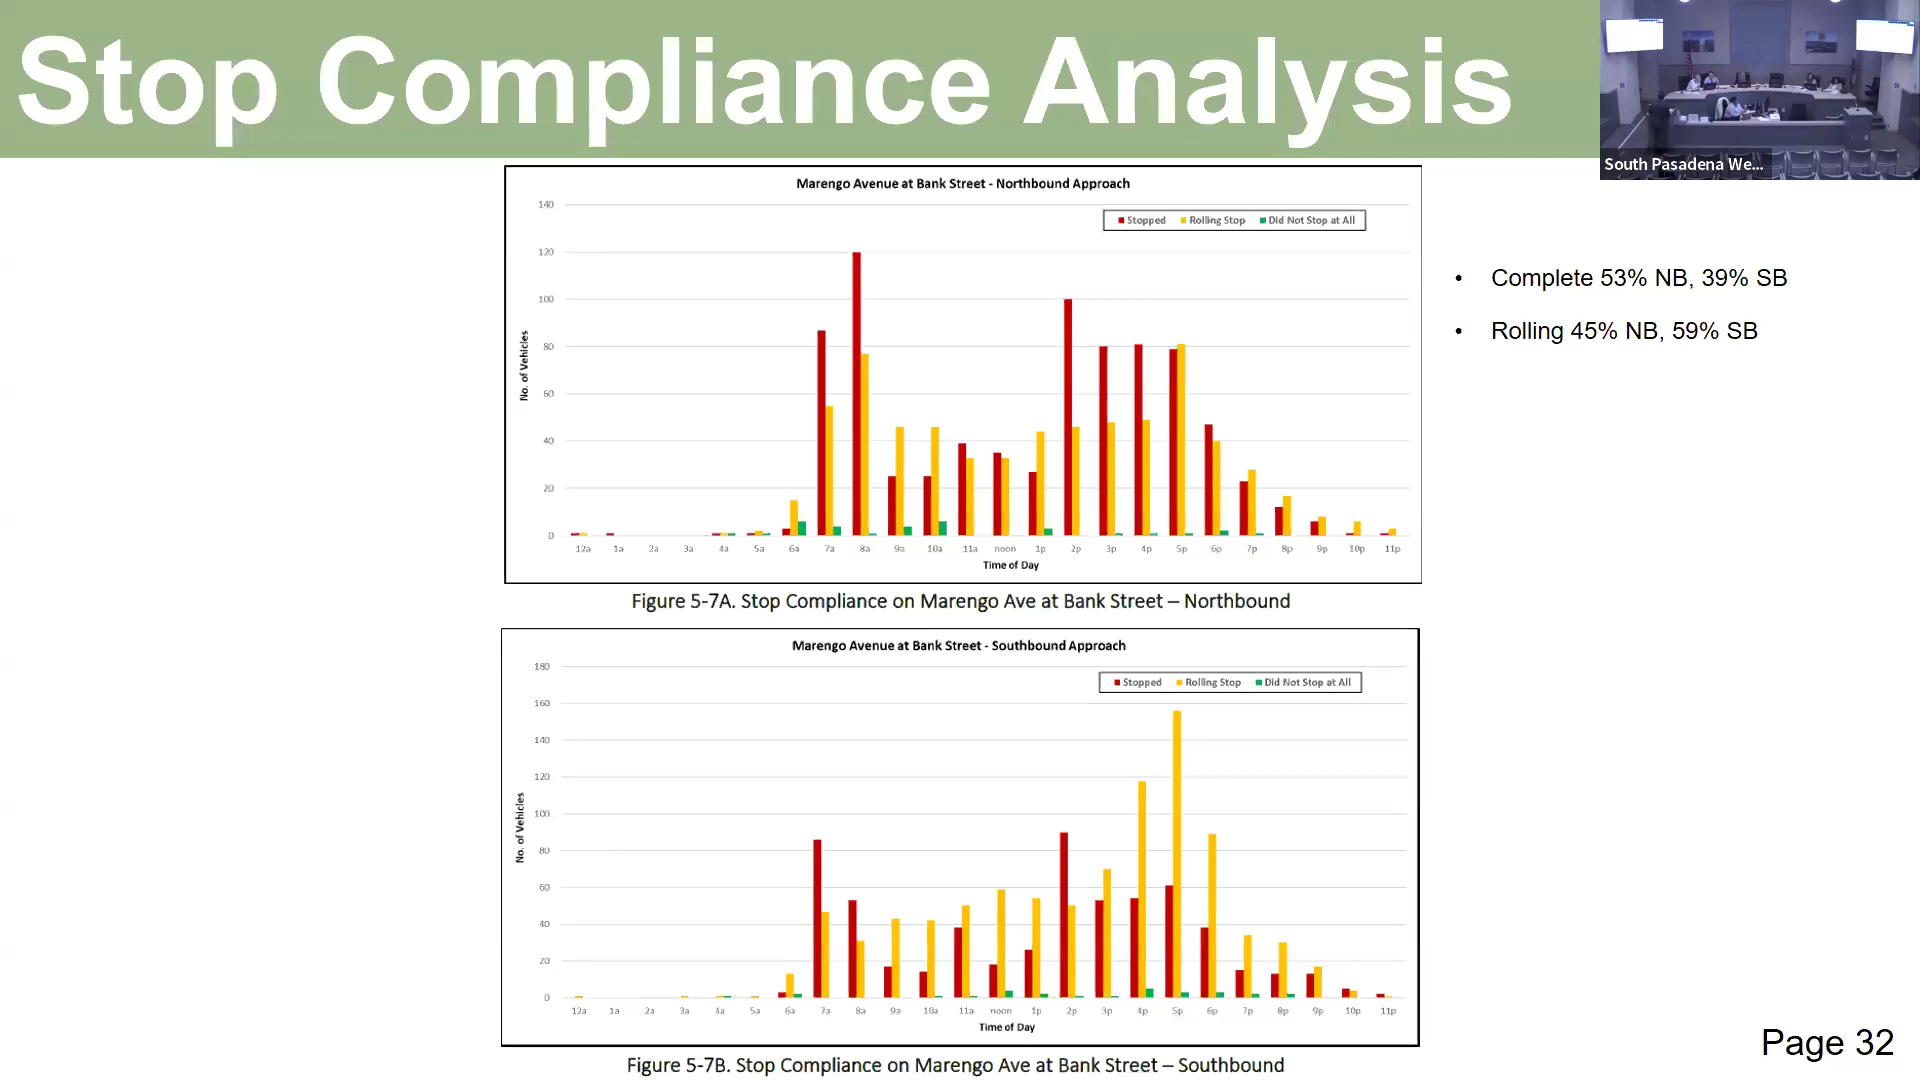 Stop Compliance Analysis
South Pasadena We...
Marengo Avenue at Bank Street - Northbound Approach
Stopped Rolling Stop Did Not Stop at All
No. of Vehicles
140
120
100
80
60
40
20
0
12a 1a 2a 3a 4a 5a 6a 7a 8a 9a 10a 11a noon 1p 2p 3p 4p 5p 6p 7p 8p 9p 10p 11p
Time of Day
Figure 5-7A. Stop Compliance on Marengo Ave at Bank Street – Northbound
• Complete 53% NB, 39% SB
• Rolling 45% NB, 59% SB
Marengo Avenue at Bank Street - Southbound Approach
Stopped Rolling Stop Did Not Stop at All
No. of Vehicles
180
160
140
120
100
80
60
40
20
0
12a 1a 2a 3a 4a 5a 6a 7a 8a 9a 10a 11a noon 1p 2p 3p 4p 5p 6p 7p 8p 9p 10p 11p
Time of Day
Figure 5-7B. Stop Compliance on Marengo Ave at Bank Street – Southbound
Page 32